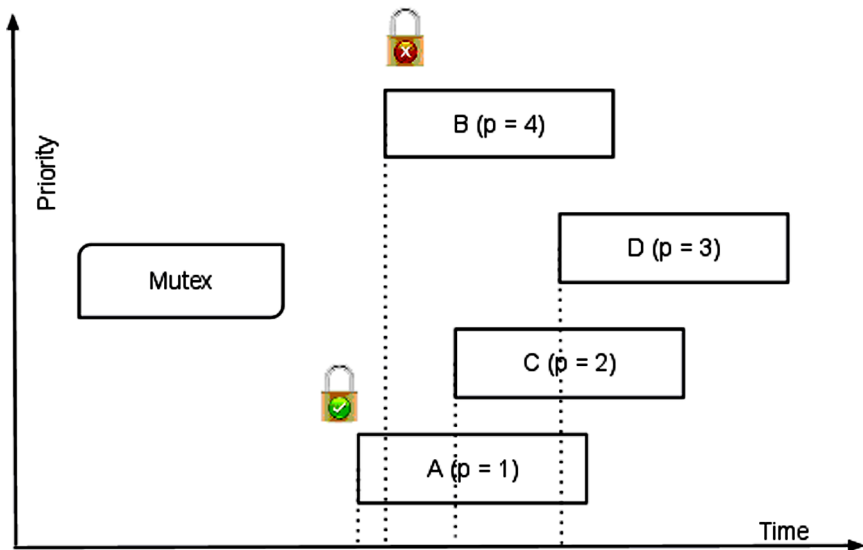 Priority
B (p = 4)
D (p = 3)
Mutex
C (p = 2)
A (p = 1)
Time